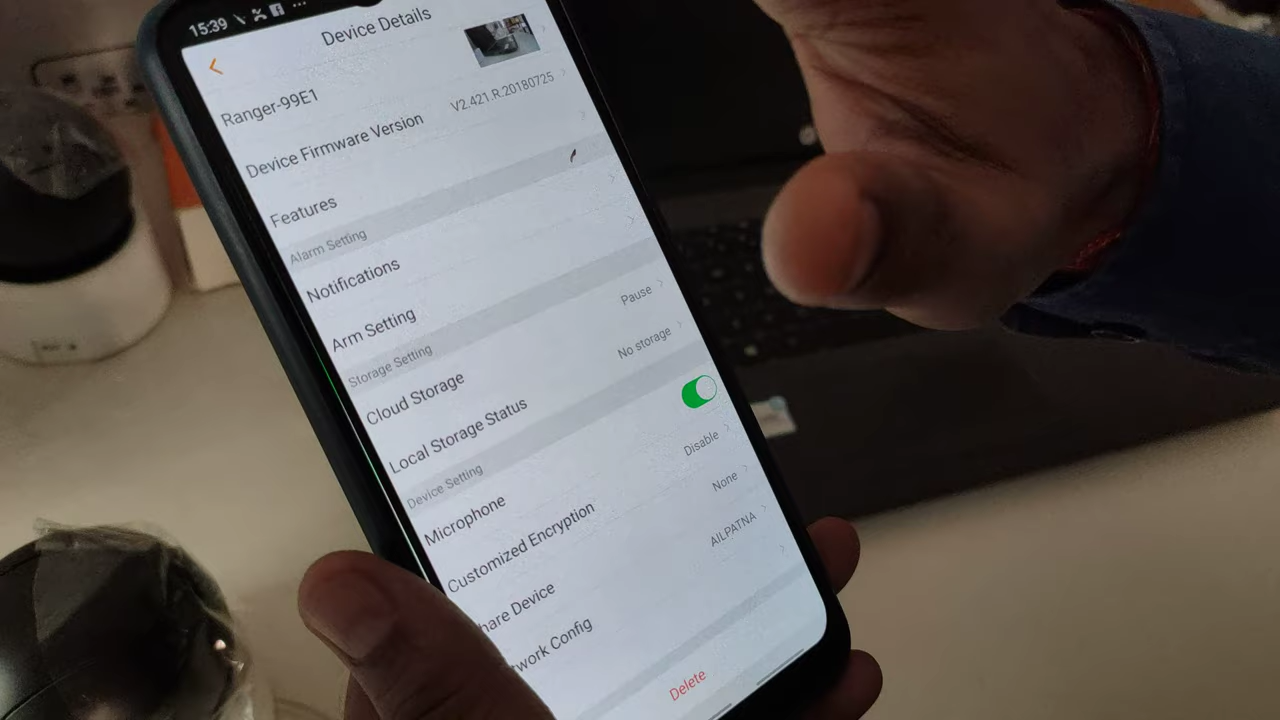 15:39
Device Details
Ranger-99E1
Device Firmware Version V2.421.R.20180725
Features
Alarm Setting
Notifications
Arm Setting
Storage Setting
Cloud Storage Pause
Local Storage Status No storage
Device Setting
Microphone
Customized Encryption Disable
hare Device None
work Config AILPATNA
Delete